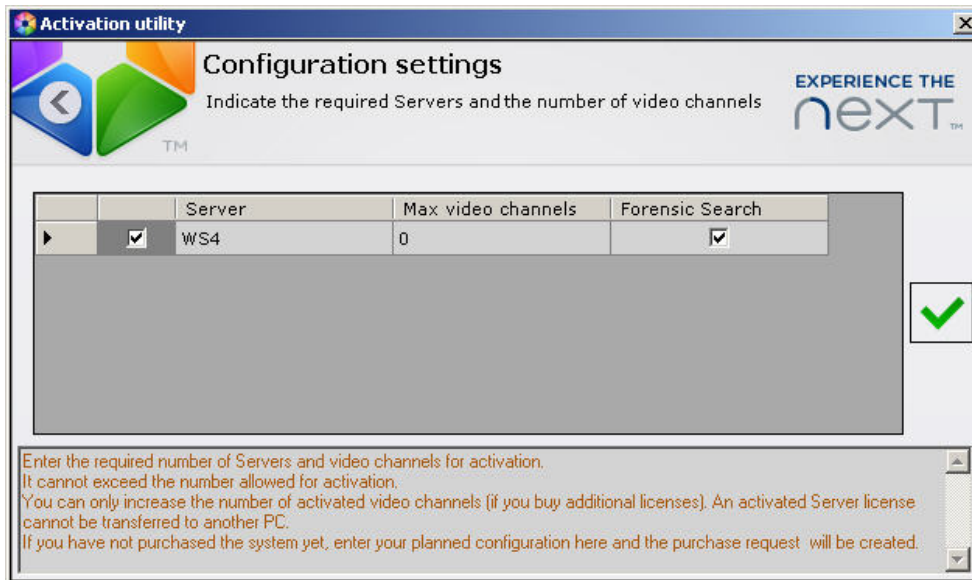 Activation utility
Configuration settings
Indicate the required Servers and the number of video channels
EXPERIENCE THE
next™
TM
Server Max video channels Forensic Search
WS4 0
Enter the required number of Servers and video channels for activation.
It cannot exceed the number allowed for activation.
You can only increase the number of activated video channels (if you buy additional licenses). An activated Server license
cannot be transferred to another PC.
If you have not purchased the system yet, enter your planned configuration here and the purchase request will be created.